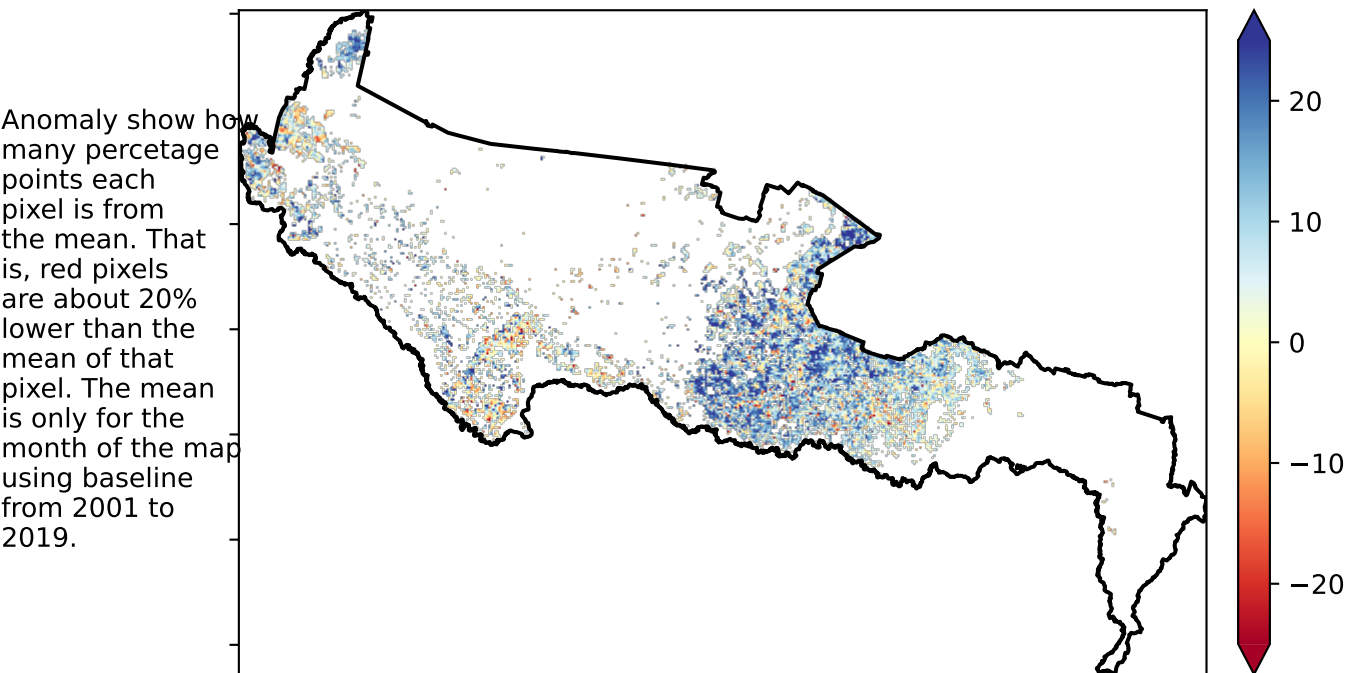 Anomaly show how
many percetage
points each
pixel is from
the mean. That
is, red pixels
are about 20%
lower than the
mean of that
pixel. The mean
is only for the
month of the map
using baseline
from 2001 to
2019.
20
10
0
−10
−20